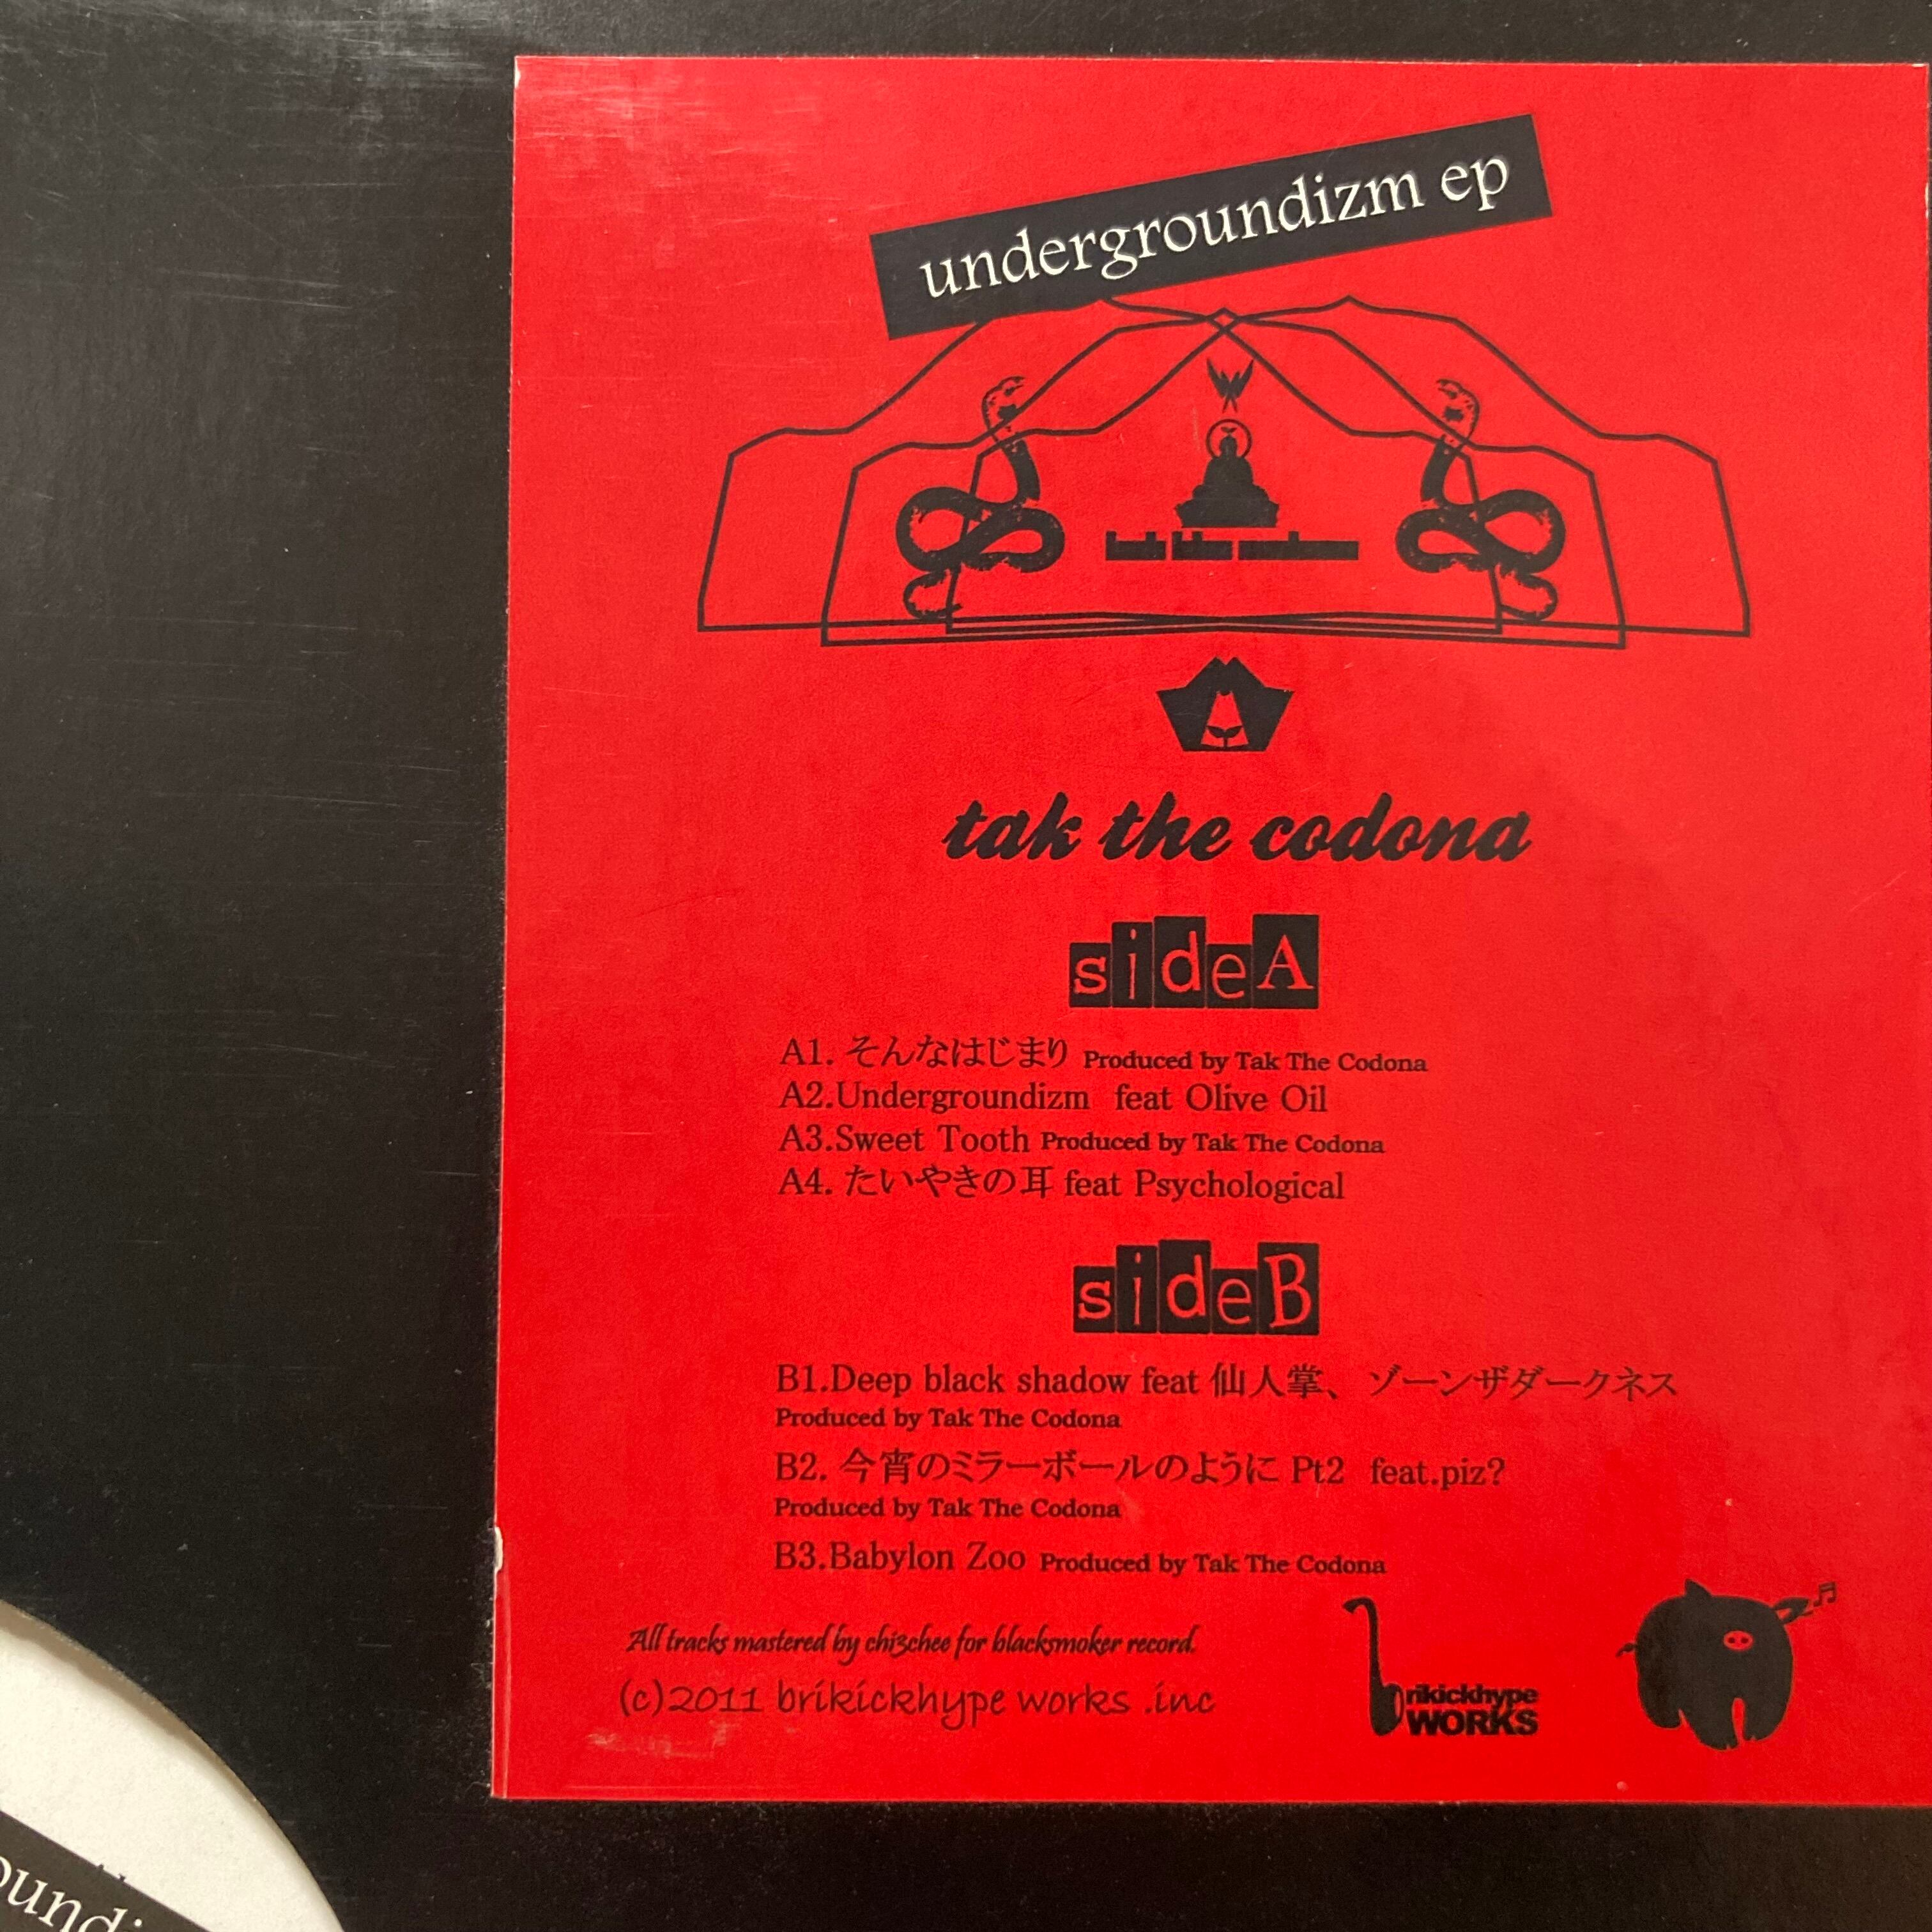 undergroundizm ep
tak the codona
sideA
A1. そんなはじまり Produced by Tak The Codona
A2.Undergroundizm feat Olive Oil
A3.Sweet Tooth Produced by Tak The Codona
A4. たいやきの耳 feat Psychological
sideB
B1.Deep black shadow feat 仙人掌、ゾーンザダークネス
Produced by Tak The Codona
B2. 今宵のミラーボールのように Pt2 feat.piz?
Produced by Tak The Codona
B3.Babylon Zoo Produced by Tak The Codona
All tracks mastered by chi3chee for blacksmoker record.
(c)2011 brikickhype works .inc
brikickhype
WORKS